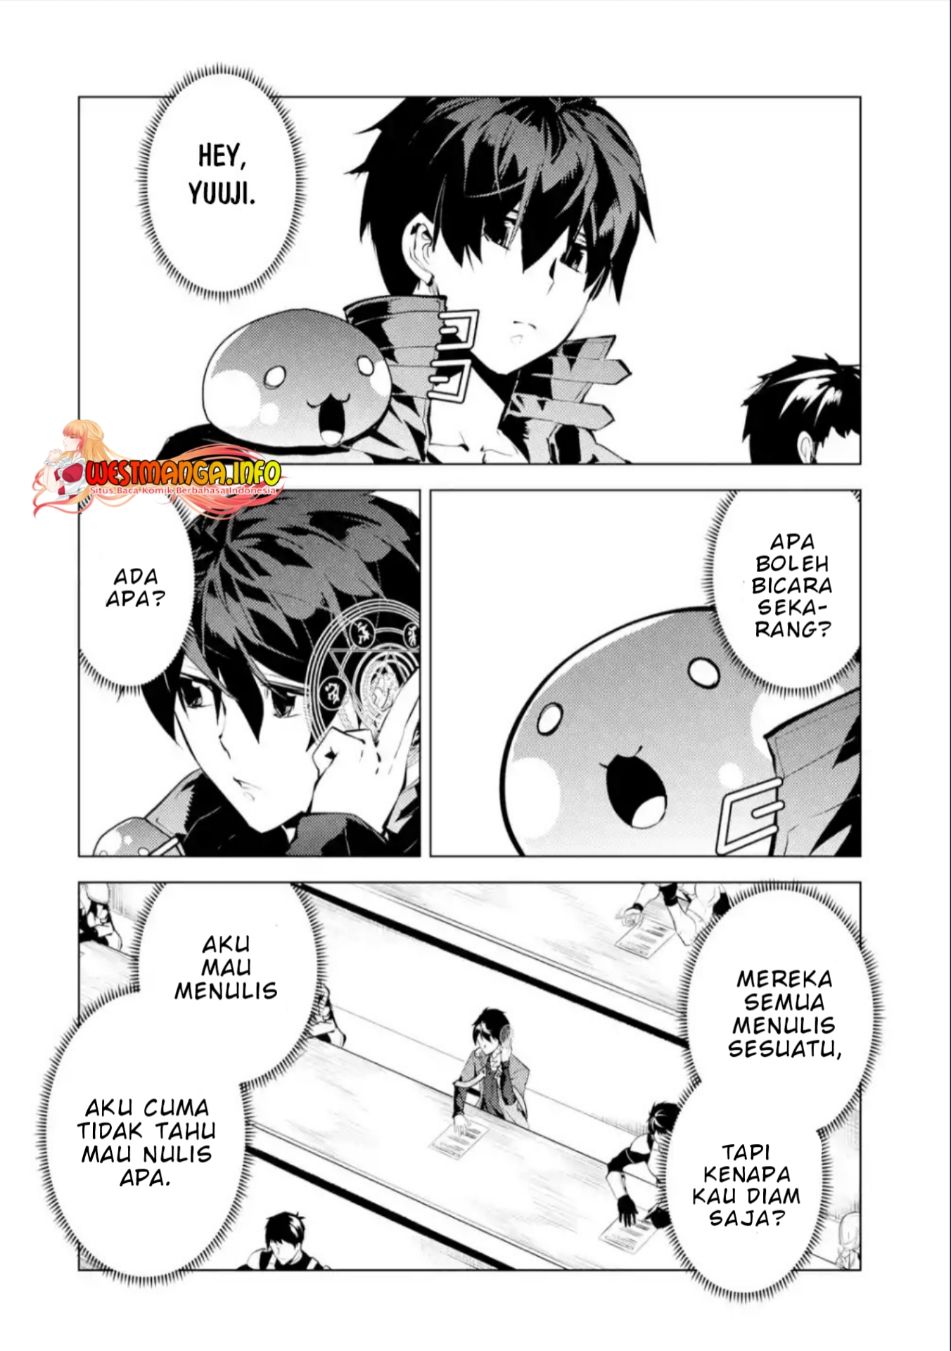 HEY,
YUUJI.
WESTMANGA.INFO
Situs Baca Komik Berbahasa Indonesia
APA
BOLEH
BICARA
SEKA-
RANG?
ADA
APA?
MEREKA
SEMUA
MENULIS
SESUATU,
TAPI
KENAPA
KAU DIAM
SAJA?
AKU
MAU
MENULIS
AKU CUMA
TIDAK TAHU
MAU NULIS
APA.